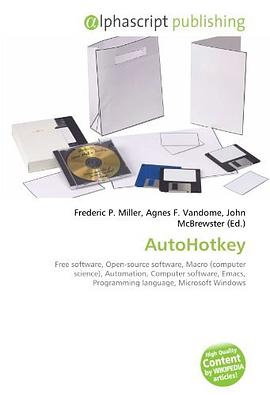 alphascript publishing
Frederic P. Miller, Agnes F. Vandome, John
McBrewster (Ed.)
AutoHotkey
Free software, Open-source software, Macro (computer
science), Automation, Computer software, Emacs,
Programming language, Microsoft Windows
High Quality
Content
by WIKIPEDIA
articles!